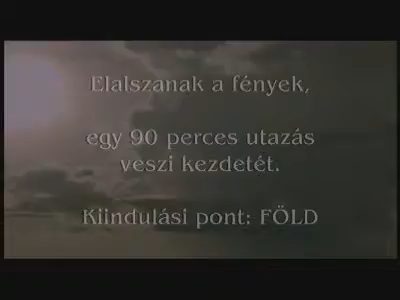 Elalszanak a fények,
egy 90 perces utazás
veszi kezdetét.
Kiindulási pont: FÖLD